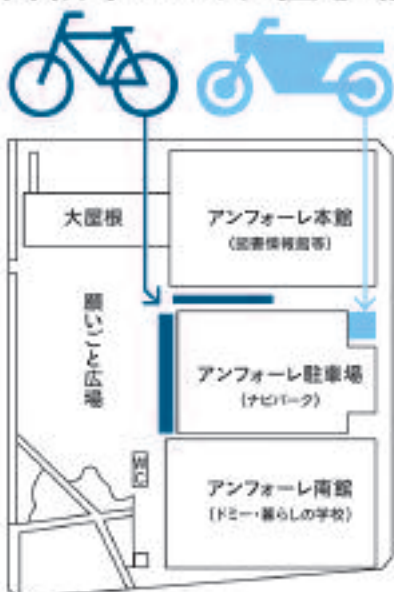 大屋根
アンフォーレ本館
(図書情報館等)
願いごと広場
アンフォーレ駐車場
(ナビパーク)
WC
アンフォーレ南館
(ドミー・暮らしの学校)